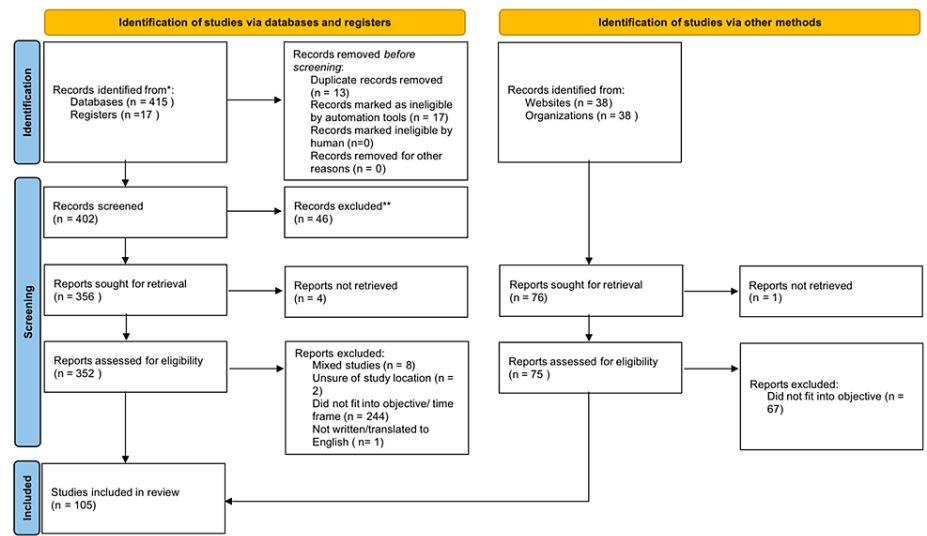 Identification of studies via databases and registers
Identification of studies via other methods
Identification
Records identified from*:
Databases (n = 415 )
Registers (n =17 )
Records removed before
screening:
Duplicate records removed
(n = 13)
Records marked as ineligible
by automation tools (n = 17)
Records marked ineligible by
human (n=0)
Records removed for other
reasons (n = 0)
Records identified from:
Websites (n = 38)
Organizations (n = 38 )
Screening
Records screened
(n = 402)
Records excluded**
(n = 46)
Reports sought for retrieval
(n = 356 )
Reports not retrieved
(n = 4)
Reports sought for retrieval
(n = 76)
Reports not retrieved
(n = 1)
Reports assessed for eligibility
(n = 352 )
Reports excluded:
Mixed studies (n = 8)
Unsure of study location (n =
2)
Did not fit into objective/ time
frame (n = 244)
Not written/translated to
English ( n= 1)
Reports assessed for eligibility
(n = 75 )
Reports excluded:
Did not fit into objective (n =
67)
Included
Studies included in review
(n = 105)